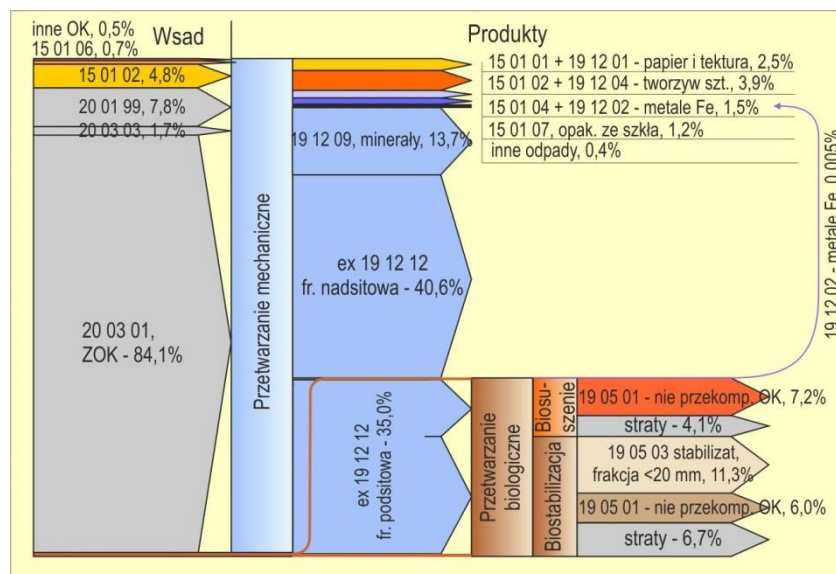 inne OK, 0,5%
15 01 06, 0,7%
Wsad
15 01 02, 4,8%
20 01 99, 7,8%
20 03 03, 1,7%
20 03 01,
ZOK - 84,1%
Przetwarzanie mechaniczne
Produkty
15 01 01 + 19 12 01 - papier i tektura, 2,5%
15 01 02 + 19 12 04 - tworzyw szt., 3,9%
15 01 04 + 19 12 02 - metale Fe, 1,5%
15 01 07, opak. ze szkła, 1,2%
inne odpady, 0,4%
19 12 09, minerały, 13,7%
ex 19 12 12
fr. nadsitowa - 40,6%
ex 19 12 12
fr. podsitowa - 35,0%
Przetwarzanie
biologiczne
Biosu-
szenie
Biostabilizacja
19 05 01 - nie przekomp. OK, 7,2%
straty - 4,1%
19 05 03 stabilizat,
frakcja <20 mm, 11,3%
19 05 01 - nie przekomp. OK, 6,0%
straty - 6,7%
19 12 02 - metale Fe, 0,005%